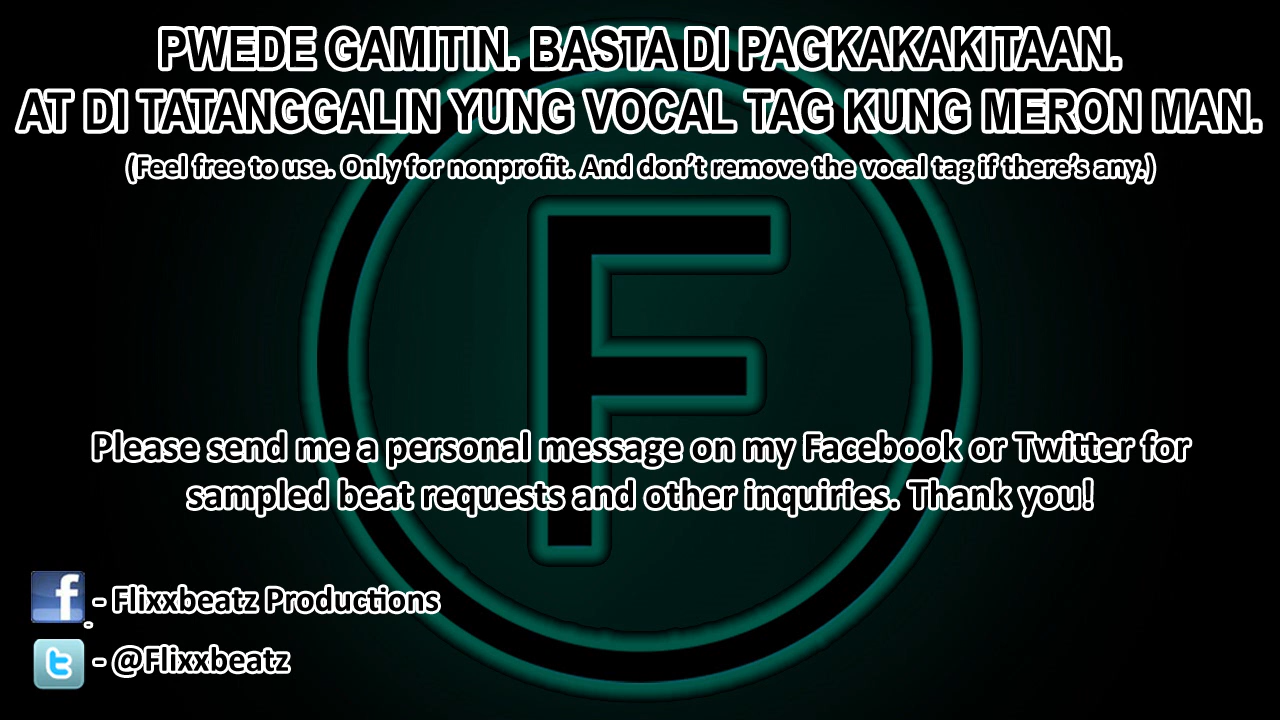 PWEDE GAMITIN. BASTA DI PAGKAKAKITAAN.
AT DI TATANGGALIN YUNG VOCAL TAG KUNG MERON MAN.
(Feel free to use. Only for nonprofit. And don't remove the vocal tag if there's any.)
F
Please send me a personal message on my Facebook or Twitter for
sampled beat requests and other inquiries. Thank you!
f - Flixxbeatz Productions
-
t - @Flixxbeatz